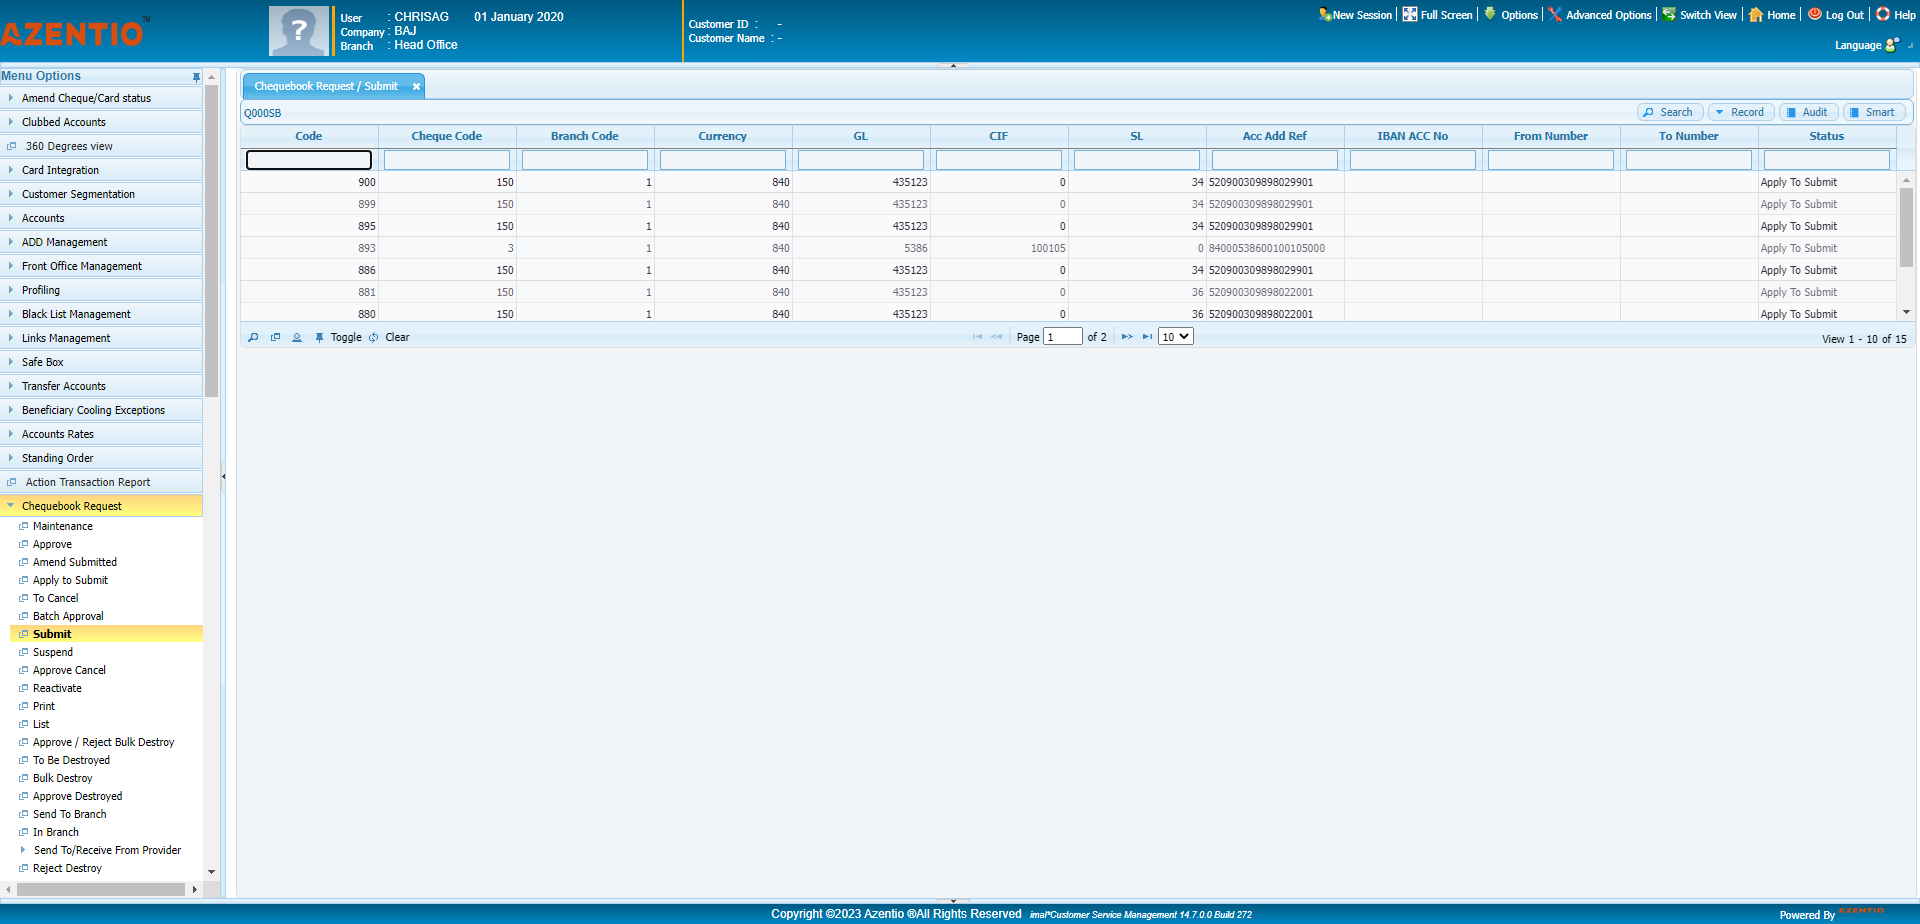 AZENTIO™
User : CHRISAG 01 January 2020
Company : BAJ
Branch : Head Office
Customer ID : -
Customer Name : -
New Session Full Screen Options Advanced Options Switch View Home Log Out Help
Language
Menu Options
Amend Cheque/Card status
Clubbed Accounts
360 Degrees view
Card Integration
Customer Segmentation
Accounts
ADD Management
Front Office Management
Profiling
Black List Management
Links Management
Safe Box
Transfer Accounts
Beneficiary Cooling Exceptions
Accounts Rates
Standing Order
Action Transaction Report
Chequebook Request
Maintenance
Approve
Amend Submitted
Apply to Submit
To Cancel
Batch Approval
Submit
Suspend
Approve Cancel
Reactivate
Print
List
Approve / Reject Bulk Destroy
To Be Destroyed
Bulk Destroy
Approve Destroyed
Send To Branch
In Branch
Send To/Receive From Provider
Reject Destroy
Chequebook Request / Submit
Q000SB
Search Record Audit Smart
Code Cheque Code Branch Code Currency GL CIF SL Acc Add Ref IBAN ACC No From Number To Number Status
900 150 1 840 435123 0 34 520900309898029901 Apply To Submit
899 150 1 840 435123 0 34 520900309898029901 Apply To Submit
895 150 1 840 435123 0 34 520900309898029901 Apply To Submit
893 3 1 840 5386 100105 0 84000538600100105000 Apply To Submit
886 150 1 840 435123 0 34 520900309898029901 Apply To Submit
881 150 1 840 435123 0 36 520900309898022001 Apply To Submit
880 150 1 840 435123 0 36 520900309898022001 Apply To Submit
Toggle Clear
Page 1 of 2 10
View 1 - 10 of 15
Copyright ©2023 Azentio ®All Rights Reserved imal*Customer Service Management 14.7.0.0 Build 272
Powered By AZENTIO